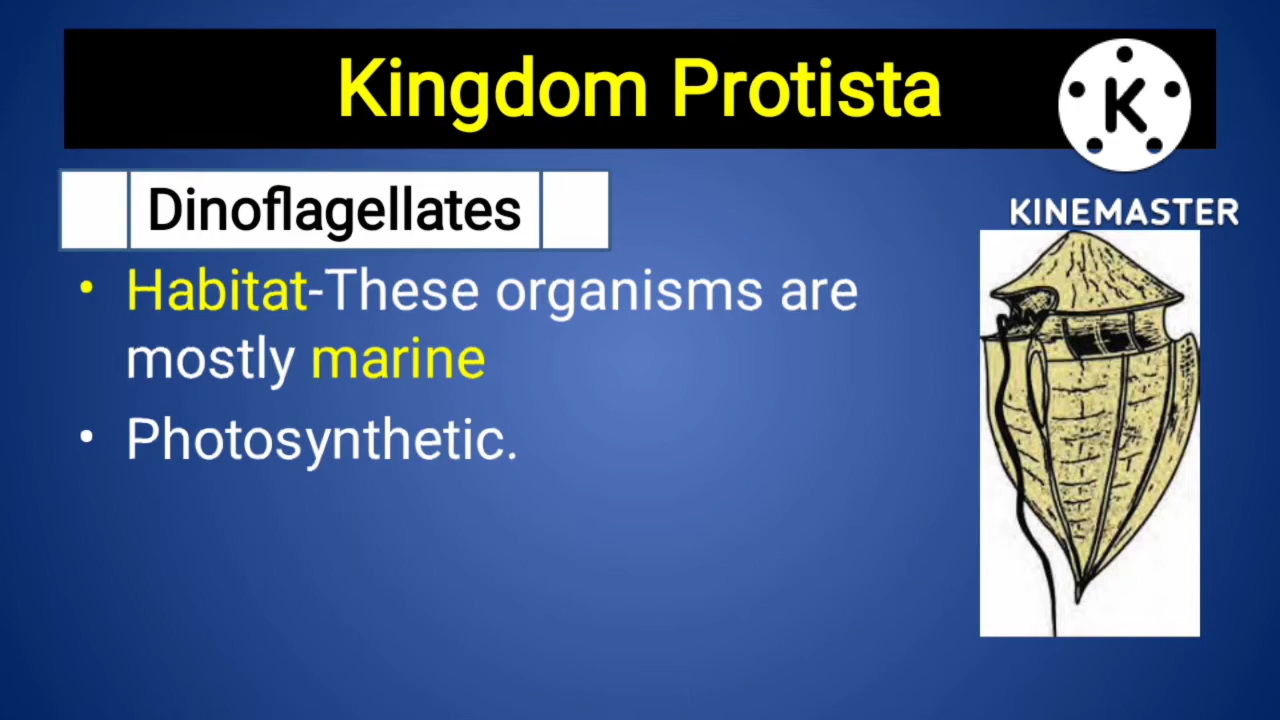 Kingdom Protista
K
KINEMASTER
Dinoflagellates
• Habitat-These organisms are
mostly marine
• Photosynthetic.